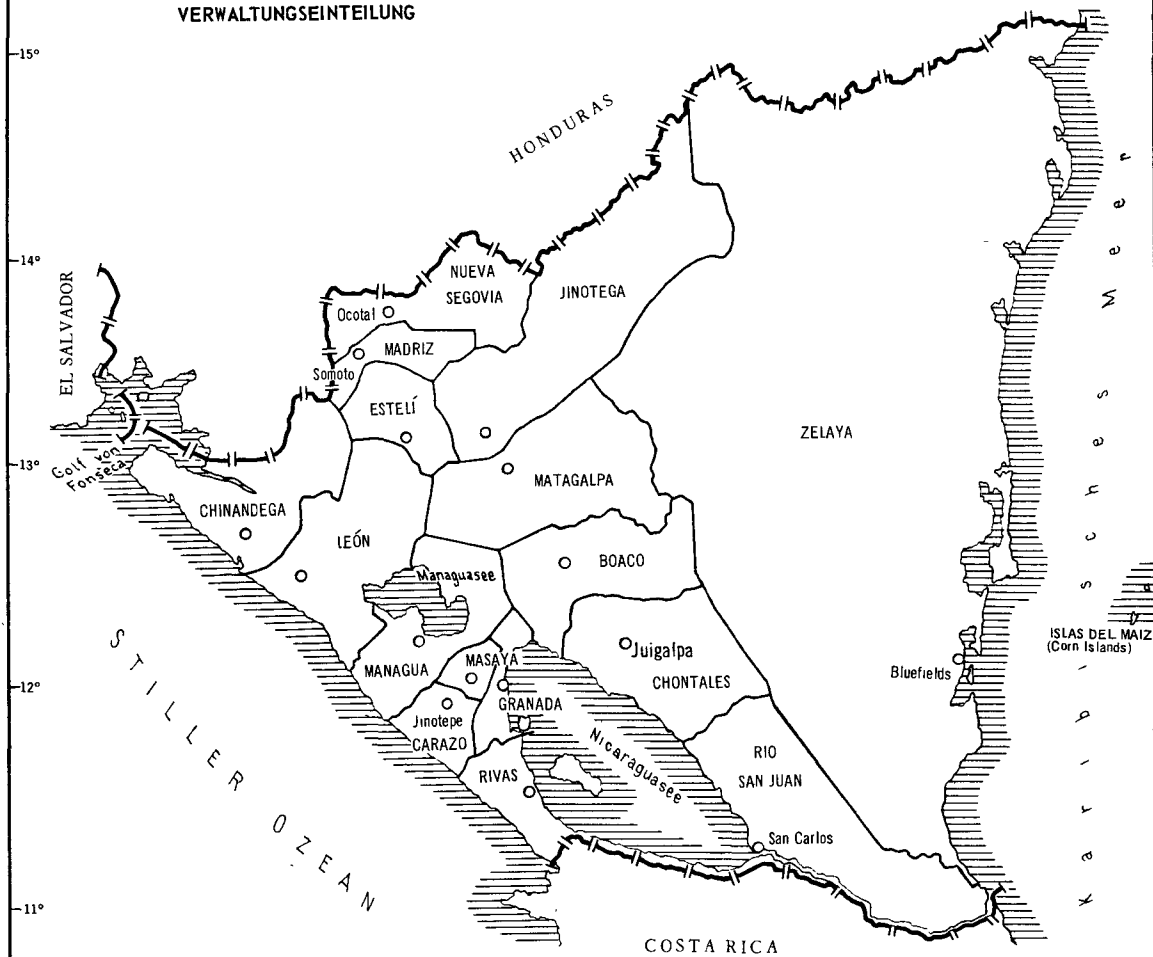 VERWALTUNGSEINTEILUNG
15°
HONDURAS
14°
EL SALVADOR
NUEVA
SEGOVIA
JINOTEGA
Ocotal
MADRIZ
Somoto
ESTELÍ
ZELAYA
13°
Golf von
Fonseca
MATAGALPA
CHINANDEGA
LEÓN
BOACO
Managuasee
ISLAS DEL MAIZ
(Corn Islands)
Juigalpa
MASAYA
MANAGUA
Bluefields
CHONTALES
12°
GRANADA
Jinotepe
CARAZO
Nicaraguasee
RIO
SAN JUAN
RIVAS
San Carlos
STILLER OZEAN
Karibisches Meer
11°
COSTA RICA